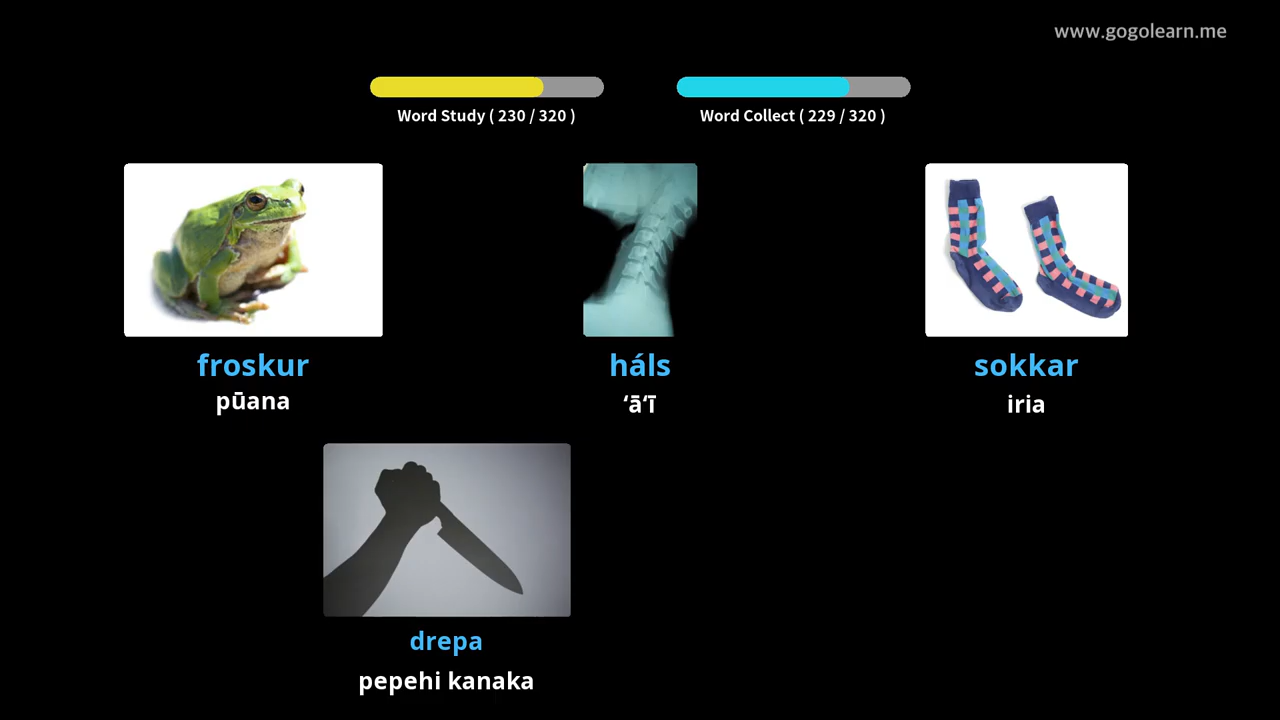 www.gogolearn.me
Word Study ( 230 / 320 )
Word Collect ( 229 / 320 )
froskur
háls
sokkar
pūana
ʻāʻī
iria
drepa
pepehi kanaka